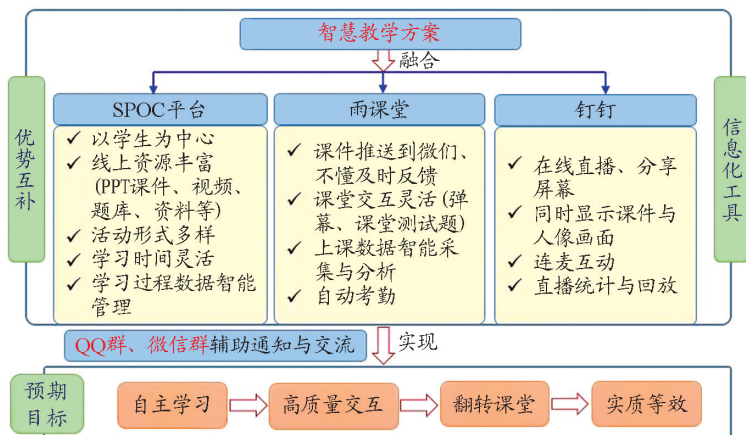 智慧教学方案
融合
优势互补
信息化工具
SPOC平台
✓ 以学生为中心
✓ 线上资源丰富
(PPT课件、视频、
题库、资料等)
✓ 活动形式多样
✓ 学习时间灵活
✓ 学习过程数据智能
管理
雨课堂
✓ 课件推送到微们、
不懂及时反馈
✓ 课堂交互灵活(弹
幕、课堂测试题)
✓ 上课数据智能采
集与分析
✓ 自动考勤
钉钉
✓ 在线直播、分享
屏幕
✓ 同时显示课件与
人像画面
✓ 连麦互动
✓ 直播统计与回放
QQ群、微信群辅助通知与交流
实现
预期
目标
自主学习
高质量交互
翻转课堂
实质等效